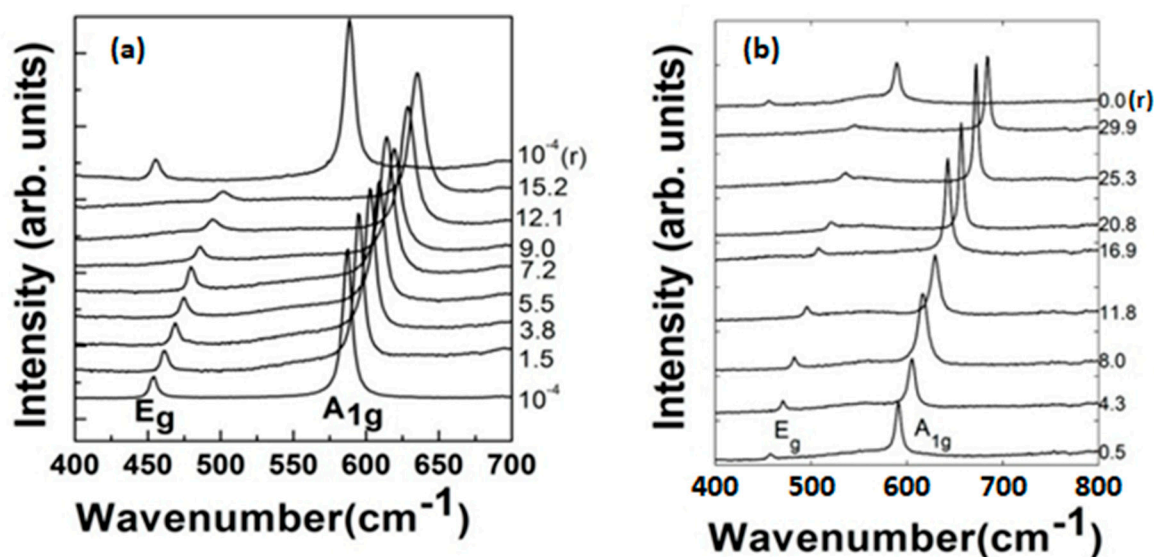 Intensity (arb. units)
(a)
10⁻⁴ (r)
15.2
12.1
9.0
7.2
5.5
3.8
1.5
10⁻⁴
Eg
A1g
400 450 500 550 600 650 700
Wavenumber(cm⁻¹)
Intensity (arb. units)
(b)
0.0 (r)
29.9
25.3
20.8
16.9
11.8
8.0
4.3
0.5
Eg
A1g
400 500 600 700 800
Wavenumber(cm⁻¹)